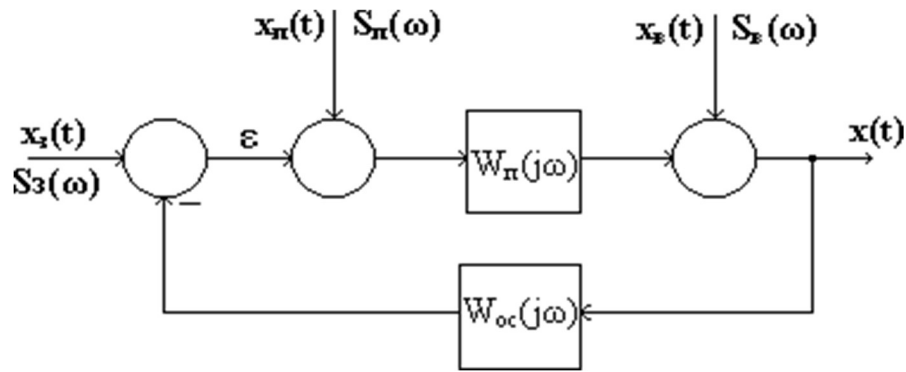 xп(t) Sп(ω)
xв(t) Sв(ω)
xз(t)
ε
x(t)
Sз(ω)
Wп(jω)
–
Wос(jω)